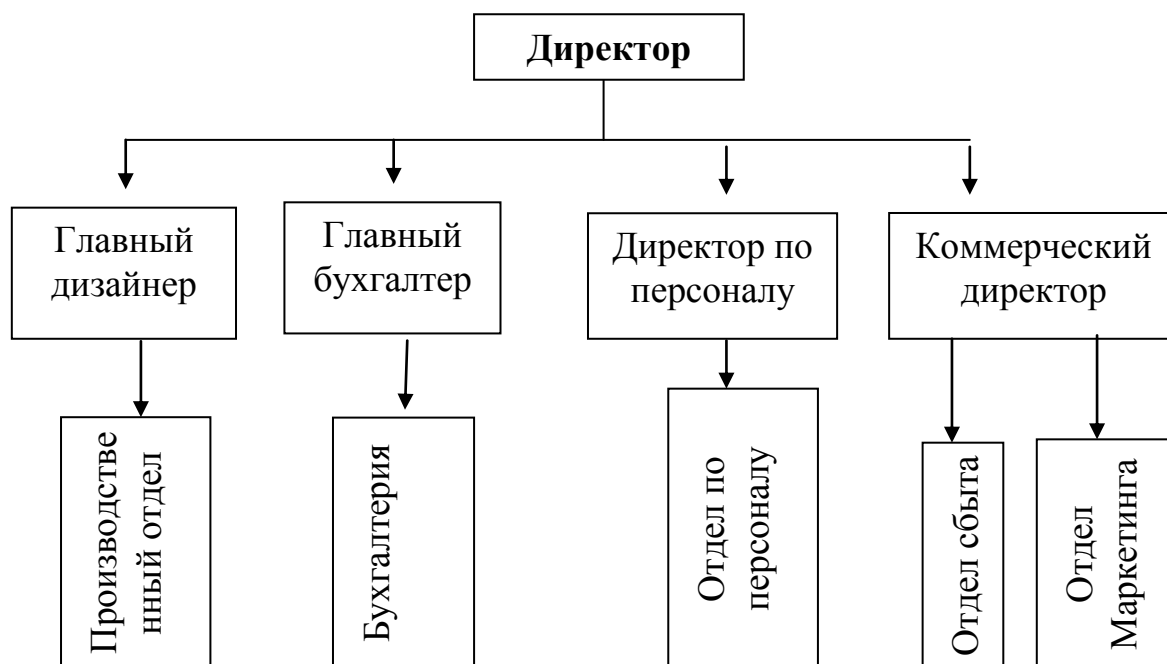 Директор
Главный
дизайнер
Главный
бухгалтер
Директор по
персоналу
Коммерческий
директор
Производстве
нный отдел
Бухгалтерия
Отдел по
персоналу
Отдел сбыта
Отдел
Маркетинга